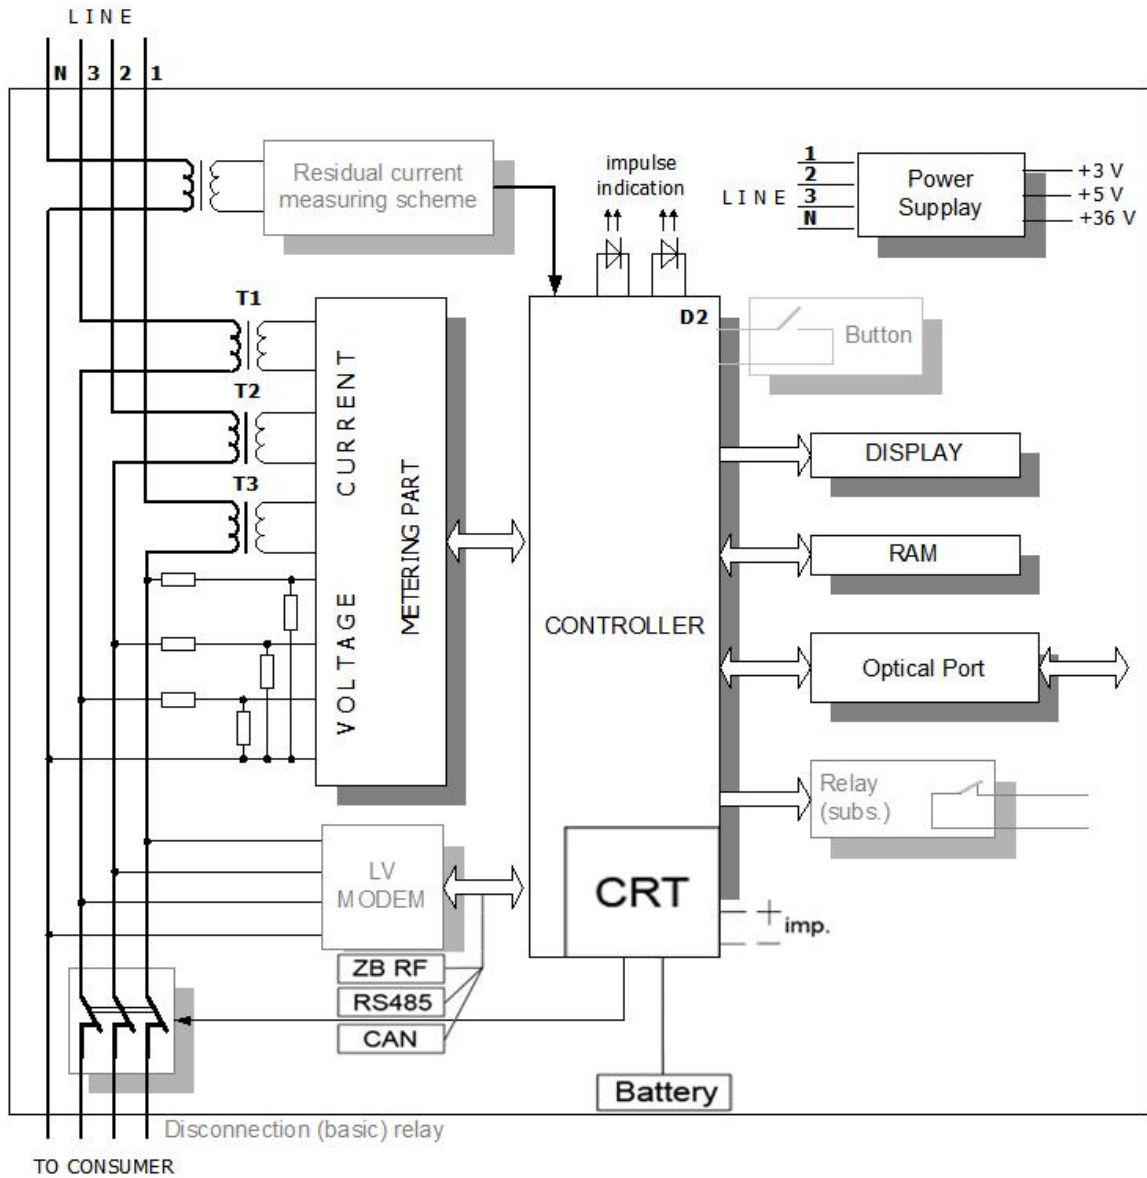 LINE
N 3 2 1
Residual current
measuring scheme
impulse
indication
LINE
1
2
3
N
Power
Supplay
+3 V
+5 V
+36 V
T1
T2
T3
CURRENT
VOLTAGE
METERING PART
D2
CONTROLLER
Button
DISPLAY
RAM
Optical Port
Relay
(subs.)
LV
MODEM
CRT
+
−
imp.
ZB RF
RS485
CAN
Battery
Disconnection (basic) relay
TO CONSUMER